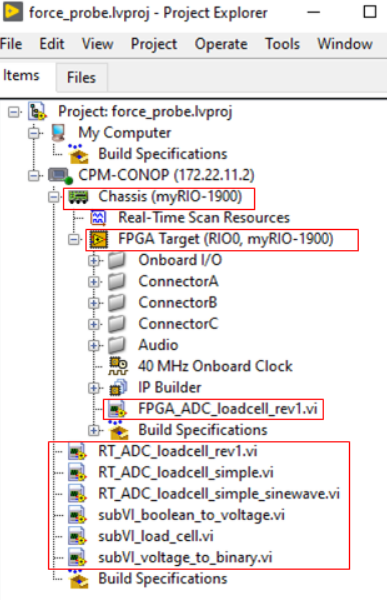 force_probe.lvproj - Project Explorer
File Edit View Project Operate Tools Window
Items Files
Project: force_probe.lvproj
My Computer
Build Specifications
CPM-CONOP (172.22.11.2)
Chassis (myRIO-1900)
Real-Time Scan Resources
FPGA Target (RIO0, myRIO-1900)
Onboard I/O
ConnectorA
ConnectorB
ConnectorC
Audio
40 MHz Onboard Clock
IP Builder
FPGA_ADC_loadcell_rev1.vi
Build Specifications
RT_ADC_loadcell_rev1.vi
RT_ADC_loadcell_simple.vi
RT_ADC_loadcell_simple_sinewave.vi
subVI_boolean_to_voltage.vi
subVI_load_cell.vi
subVI_voltage_to_binary.vi
Build Specifications